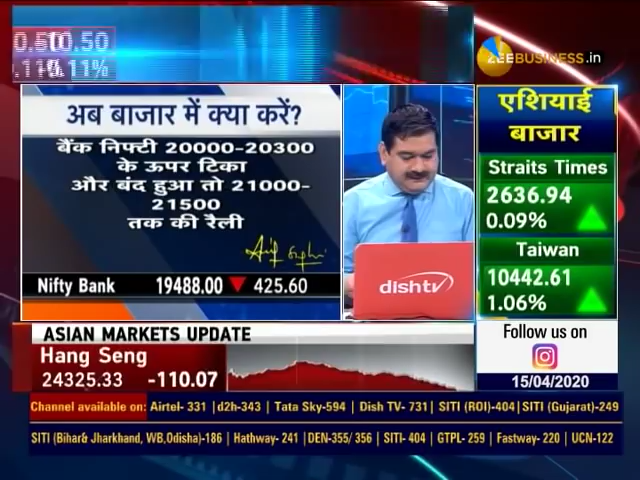 10.50
0.11%
ZEEBUSINESS.in
अब बाजार में क्या करें?
बैंक निफ्टी 20000-20300
के ऊपर टिका
और बंद हुआ तो 21000-
21500
तक की रैली
Nifty Bank 19488.00 425.60
dishtv
एशियाई
बाजार
Straits Times
2636.94
0.09%
Taiwan
10442.61
1.06%
ASIAN MARKETS UPDATE
Hang Seng
24325.33 -110.07
Follow us on
15/04/2020
Channel available on: Airtel- 331 | d2h-343 | Tata Sky-594 | Dish TV- 731| SITI (ROI)-404| SITI (Gujarat)-249
SITI (Bihar& Jharkhand, WB,Odisha)-186 | Hathway- 241 |DEN-355/ 356 | SITI- 404 | GTPL- 259 | Fastway- 220 | UCN-122